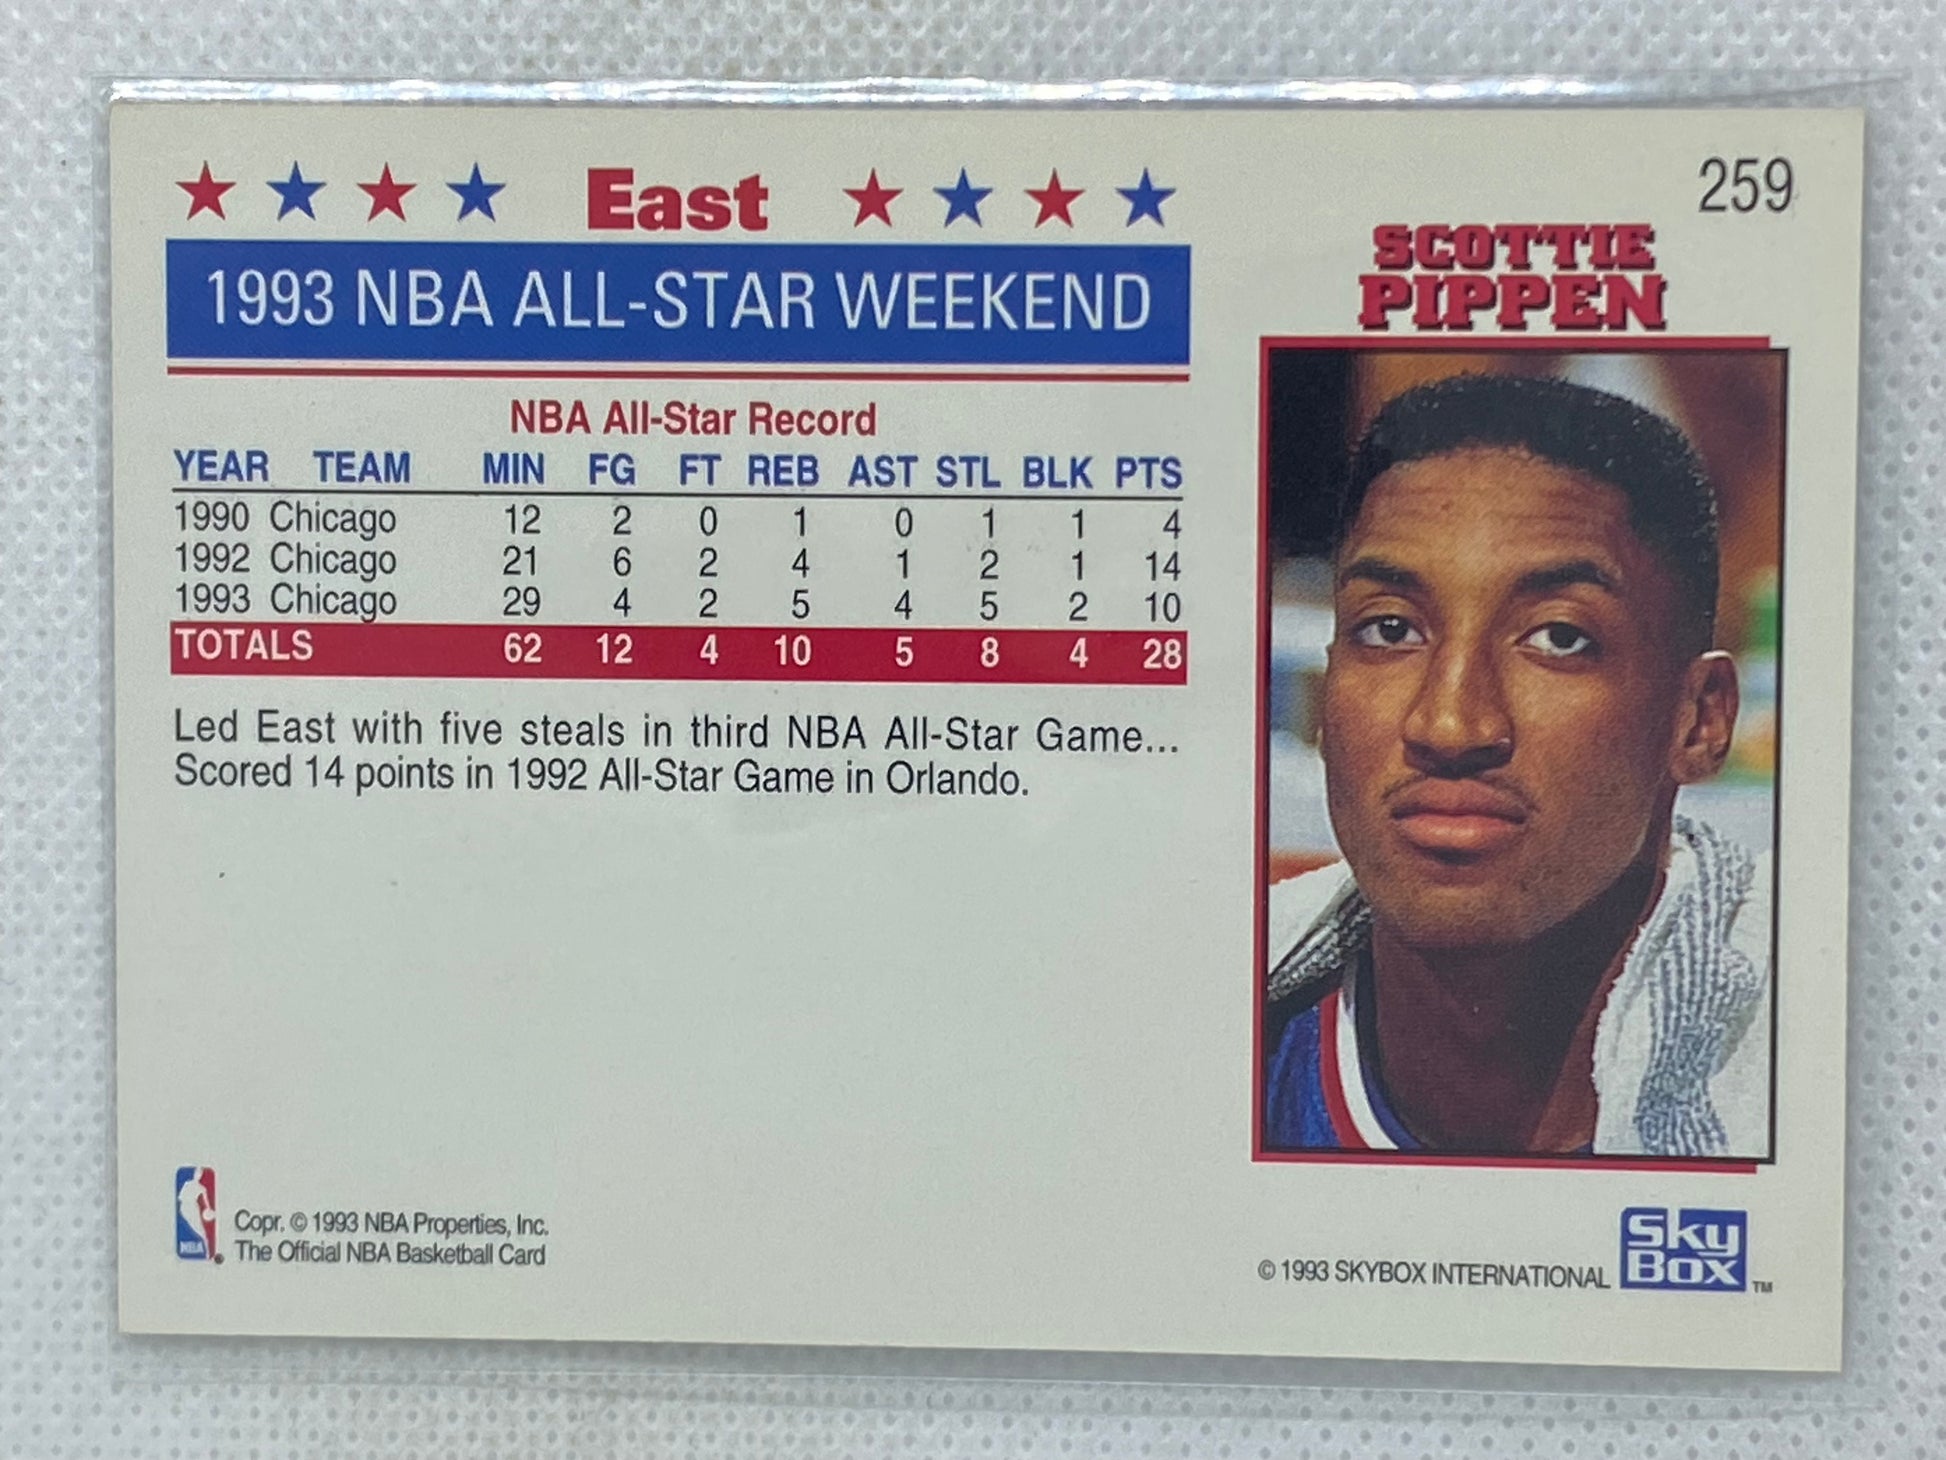 East
1993 NBA ALL-STAR WEEKEND
NBA All-Star Record
YEAR TEAM MIN FG FT REB AST STL BLK PTS
1990 Chicago 12 2 0 1 0 1 1 4
1992 Chicago 21 6 2 4 1 2 1 14
1993 Chicago 29 4 2 5 4 5 2 10
TOTALS 62 12 4 10 5 8 4 28
Led East with five steals in third NBA All-Star Game...
Scored 14 points in 1992 All-Star Game in Orlando.
259
SCOTTIE
PIPPEN
NBA ®
Copr. © 1993 NBA Properties, Inc.
The Official NBA Basketball Card
© 1993 SKYBOX INTERNATIONAL
Sky
Box ™